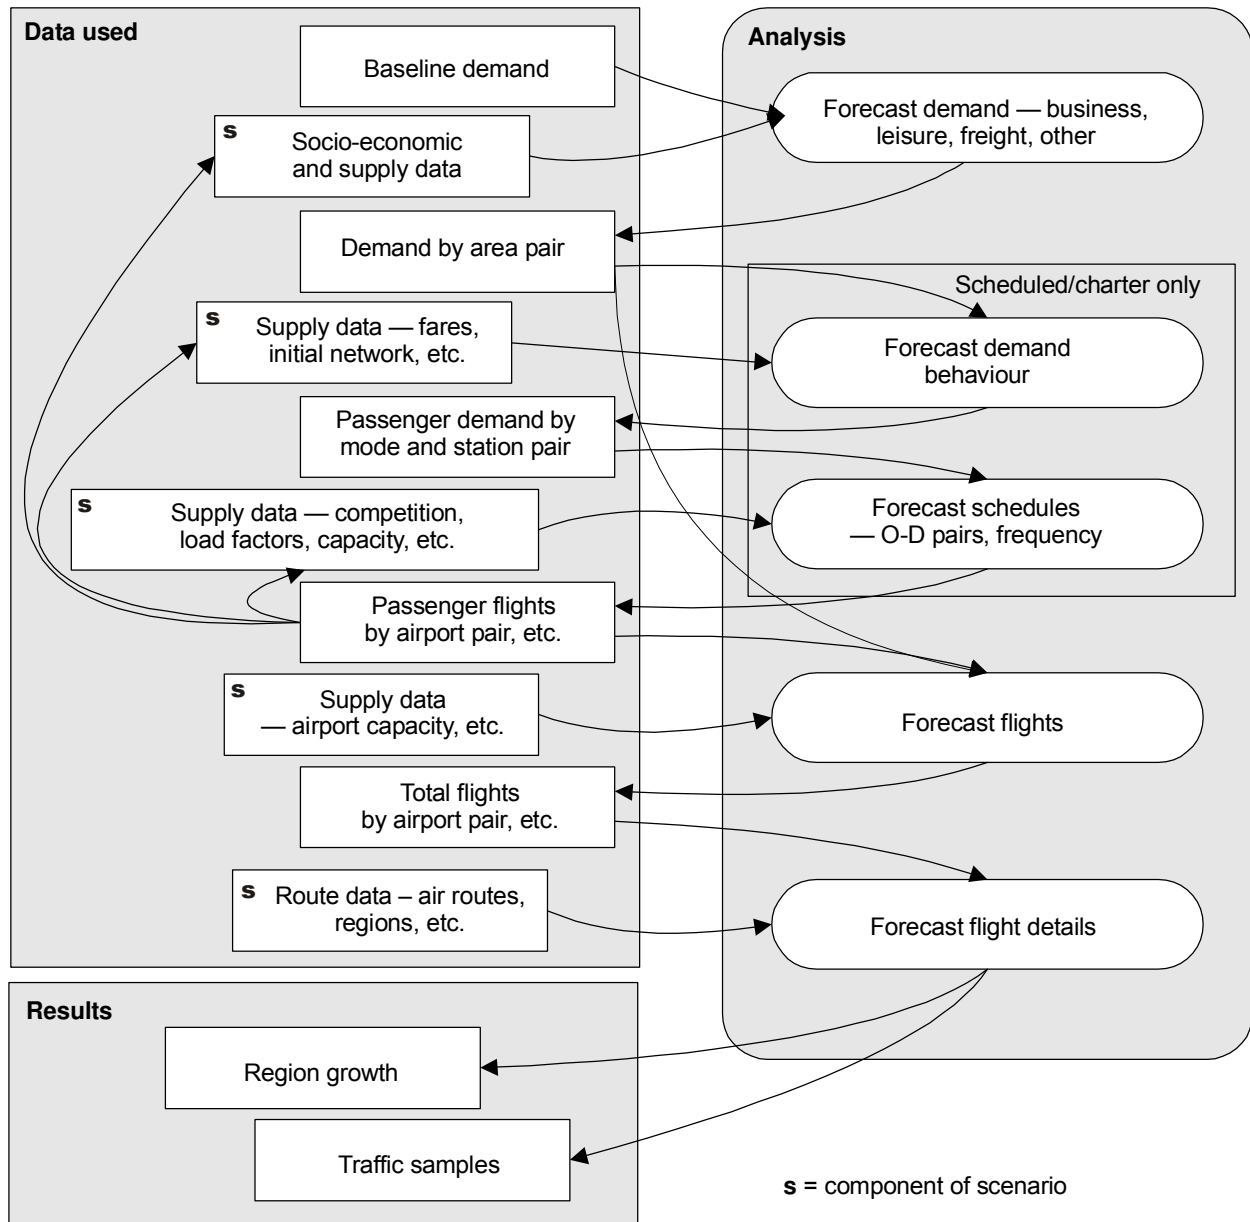 Data used
Baseline demand
s
Socio-economic
and supply data
Demand by area pair
s
Supply data — fares,
initial network, etc.
Passenger demand by
mode and station pair
s
Supply data — competition,
load factors, capacity, etc.
Passenger flights
by airport pair, etc.
s
Supply data
— airport capacity, etc.
Total flights
by airport pair, etc.
s
Route data – air routes,
regions, etc.
Analysis
Forecast demand — business,
leisure, freight, other
Scheduled/charter only
Forecast demand
behaviour
Forecast schedules
— O-D pairs, frequency
Forecast flights
Forecast flight details
Results
Region growth
Traffic samples
s = component of scenario